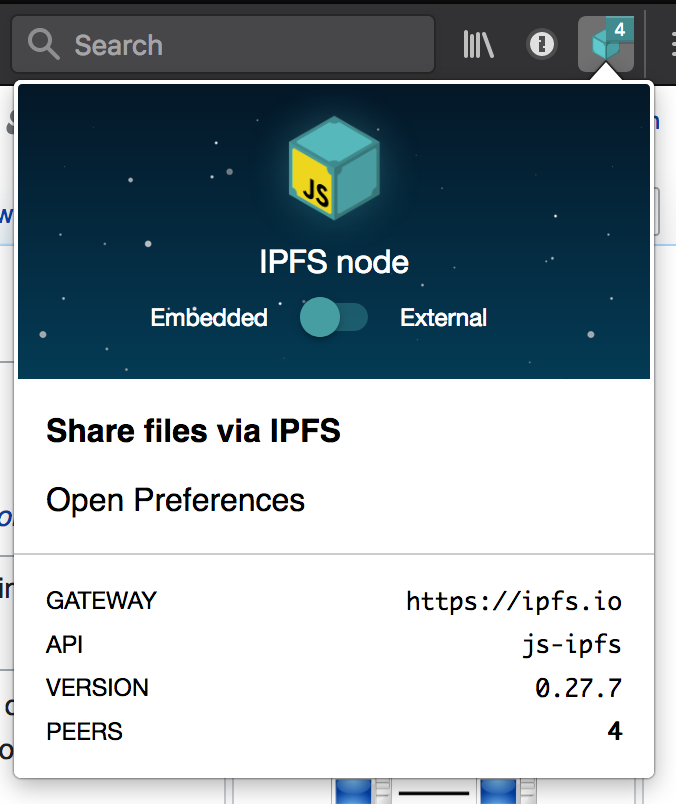 Search
4
JS
IPFS node
Embedded External
Share files via IPFS
Open Preferences
GATEWAY https://ipfs.io
API js-ipfs
VERSION 0.27.7
PEERS 4